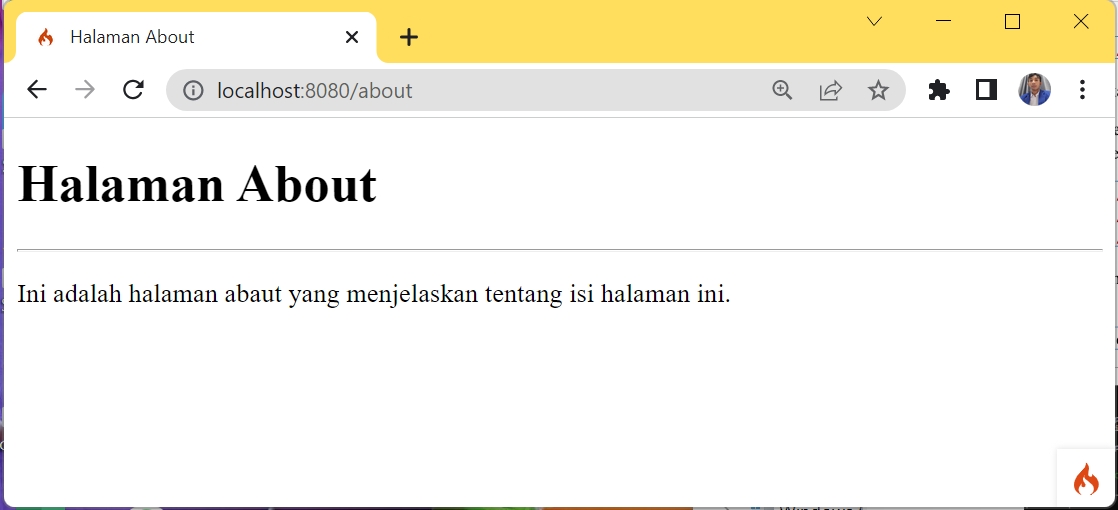 Halaman About
localhost:8080/about
Halaman About
Ini adalah halaman abaut yang menjelaskan tentang isi halaman ini.